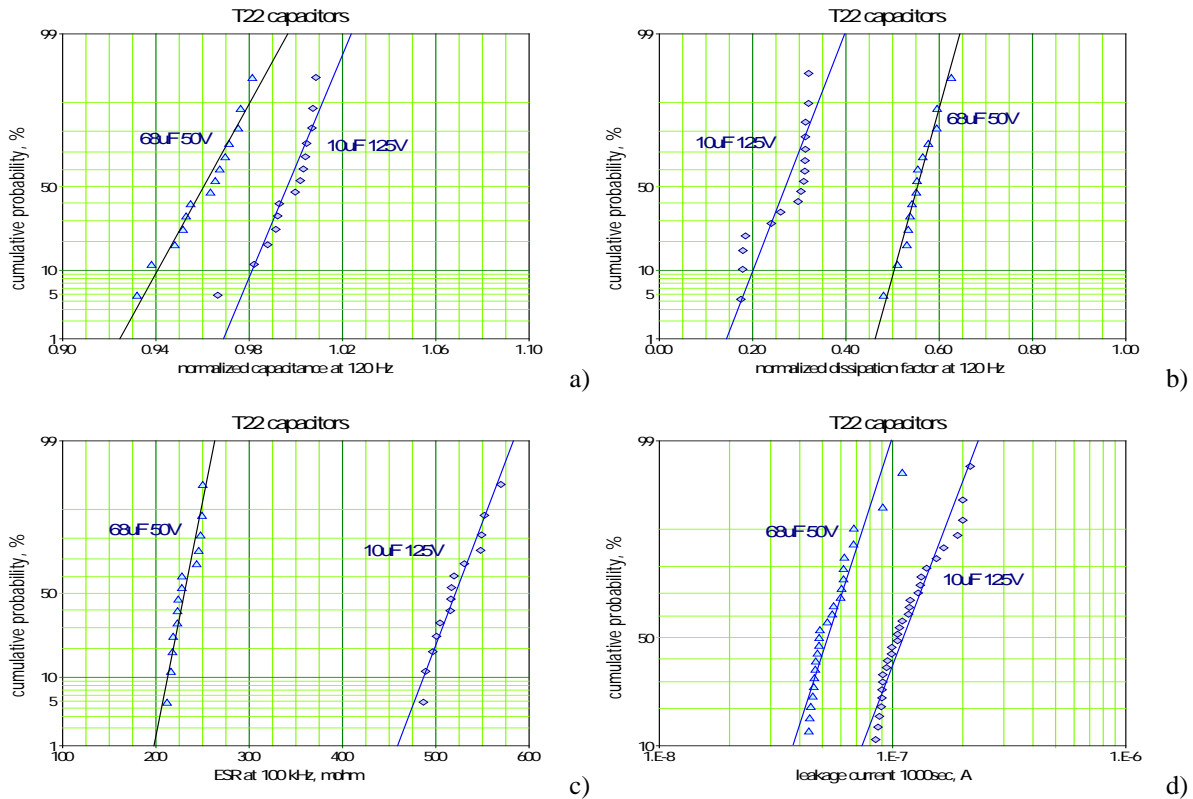 T22 capacitors
99
50
10
5
1
cumulative probability, %
68uF 50V
10uF 125V
0.90 0.94 0.98 1.02 1.06 1.10
normalized capacitance at 120 Hz
a)
T22 capacitors
99
50
10
5
1
cumulative probability, %
10uF 125V
68uF 50V
0.00 0.20 0.40 0.60 0.80 1.00
normalized dissipation factor at 120 Hz
b)
T22 capacitors
99
50
10
5
1
cumulative probability, %
68uF 50V
10uF 125V
100 200 300 400 500 600
ESR at 100 kHz, mohm
c)
T22 capacitors
99
50
10
cumulative probability, %
68uF 50V
10uF 125V
1.E-8 1.E-7 1.E-6
leakage current 1000sec, A
d)